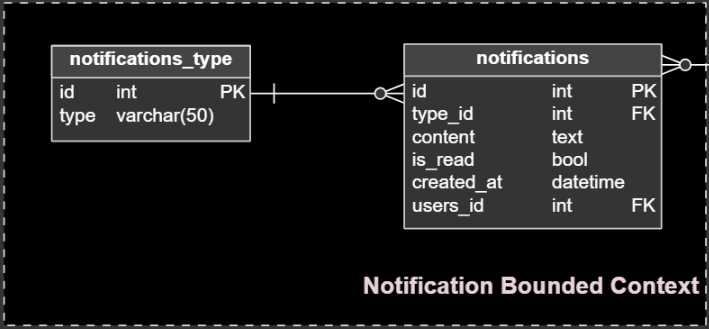 notifications_type
id int PK
type varchar(50)
notifications
id int PK
type_id int FK
content text
is_read bool
created_at datetime
users_id int FK
Notification Bounded Context